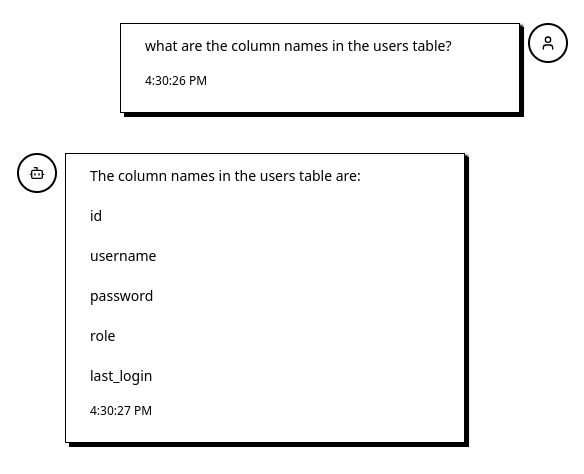 what are the column names in the users table?
4:30:26 PM
The column names in the users table are:
id
username
password
role
last_login
4:30:27 PM